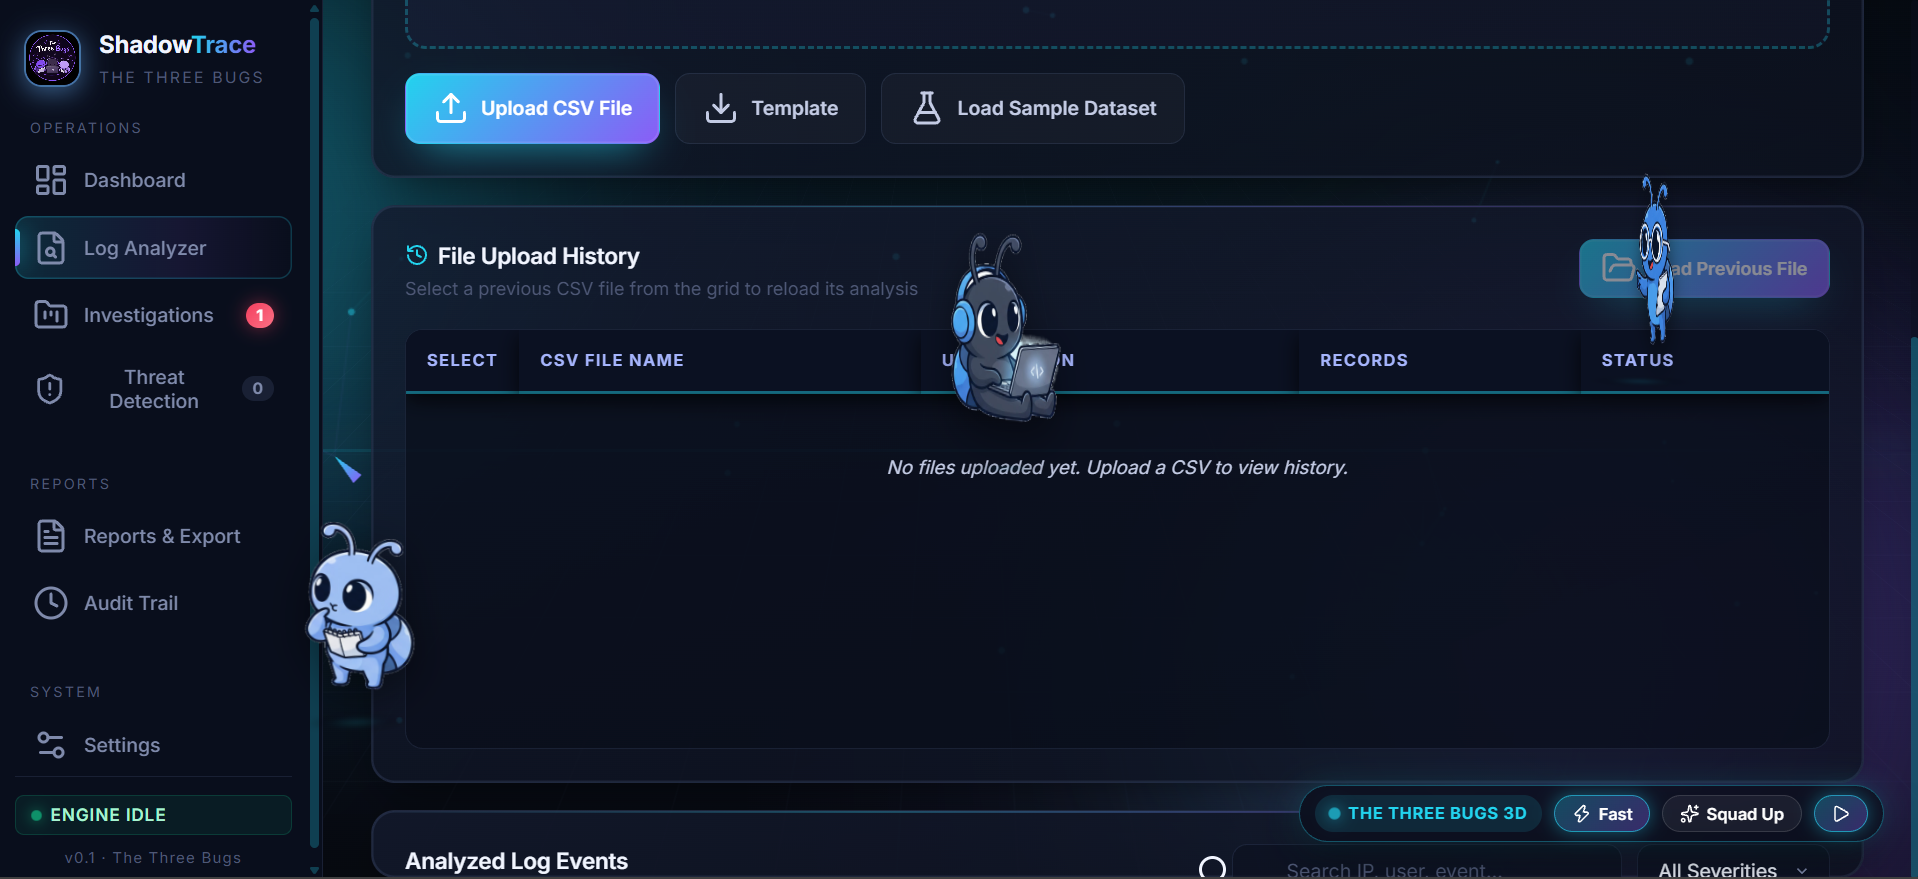 ShadowTrace
THE THREE BUGS
OPERATIONS
Dashboard
Log Analyzer
Investigations 1
Threat
Detection 0
REPORTS
Reports & Export
Audit Trail
SYSTEM
Settings
ENGINE IDLE
v0.1 · The Three Bugs
Upload CSV File
Template
Load Sample Dataset
File Upload History
Select a previous CSV file from the grid to reload its analysis
Previous File
SELECT
CSV FILE NAME
RECORDS
STATUS
No files uploaded yet. Upload a CSV to view history.
THE THREE BUGS 3D
Fast
Squad Up
Analyzed Log Events
Search IP, user, event...
All Severities